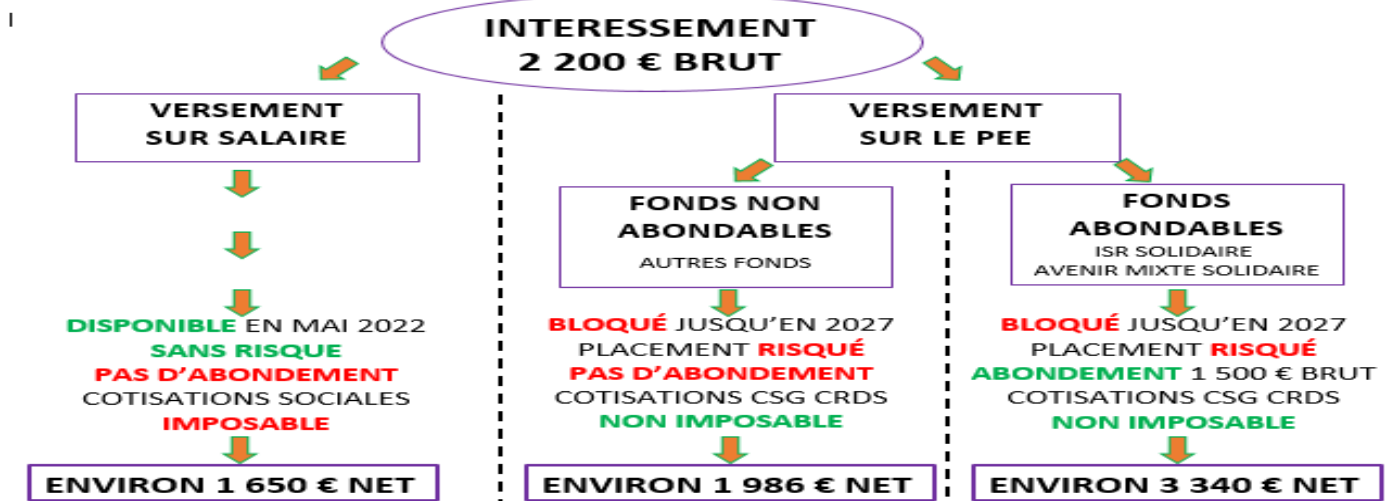 I
INTERESSEMENT
2 200 € BRUT
VERSEMENT
SUR SALAIRE
DISPONIBLE EN MAI 2022
SANS RISQUE
PAS D'ABONDEMENT
COTISATIONS SOCIALES
IMPOSABLE
ENVIRON 1 650 € NET
VERSEMENT
SUR LE PEE
FONDS NON
ABONDABLES
AUTRES FONDS
BLOQUÉ JUSQU'EN 2027
PLACEMENT RISQUÉ
PAS D'ABONDEMENT
COTISATIONS CSG CRDS
NON IMPOSABLE
ENVIRON 1 986 € NET
FONDS
ABONDABLES
ISR SOLIDAIRE
AVENIR MIXTE SOLIDAIRE
BLOQUÉ JUSQU'EN 2027
PLACEMENT RISQUÉ
ABONDEMENT 1 500 € BRUT
COTISATIONS CSG CRDS
NON IMPOSABLE
ENVIRON 3 340 € NET